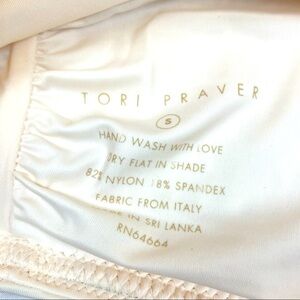 TORI PRAVER
S
HAND WASH WITH LOVE
DRY FLAT IN SHADE
82% NYLON 18% SPANDEX
FABRIC FROM ITALY
MADE IN SRI LANKA
RN64664